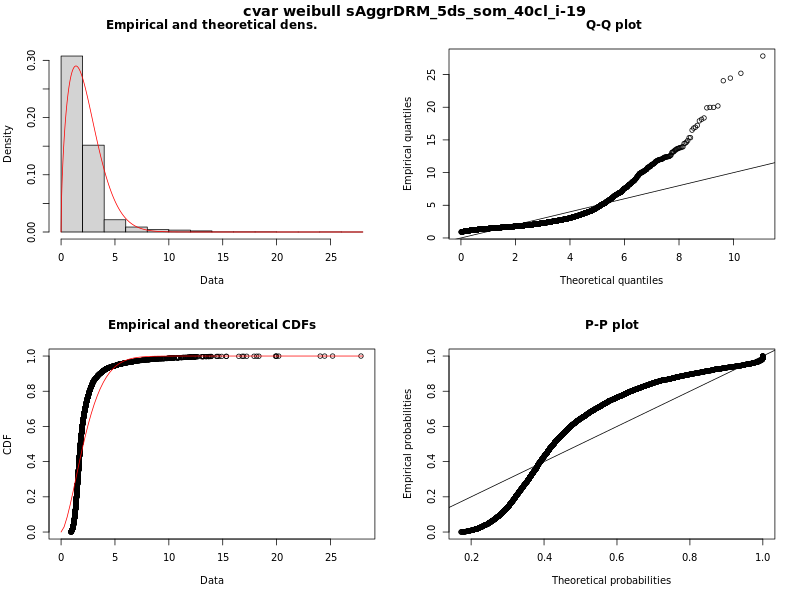 cvar weibull sAggrDRM_5ds_som_40cl_i-19
Empirical and theoretical dens.
Density
0.00 0.10 0.20 0.30
0 5 10 15 20 25
Data
Q-Q plot
Empirical quantiles
0 5 10 15 20 25
0 2 4 6 8 10
Theoretical quantiles
Empirical and theoretical CDFs
CDF
0.0 0.2 0.4 0.6 0.8 1.0
0 5 10 15 20 25
Data
P-P plot
Empirical probabilities
0.0 0.2 0.4 0.6 0.8 1.0
0.2 0.4 0.6 0.8 1.0
Theoretical probabilities